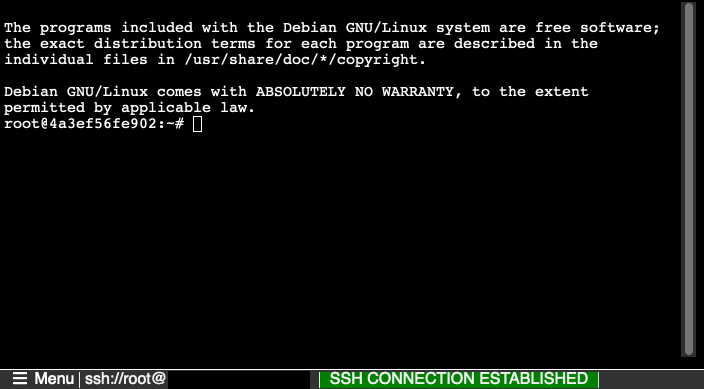 The programs included with the Debian GNU/Linux system are free software;
the exact distribution terms for each program are described in the
individual files in /usr/share/doc/*/copyright.
Debian GNU/Linux comes with ABSOLUTELY NO WARRANTY, to the extent
permitted by applicable law.
root@4a3ef56fe902:~#
☰ Menu | ssh://root@ SSH CONNECTION ESTABLISHED